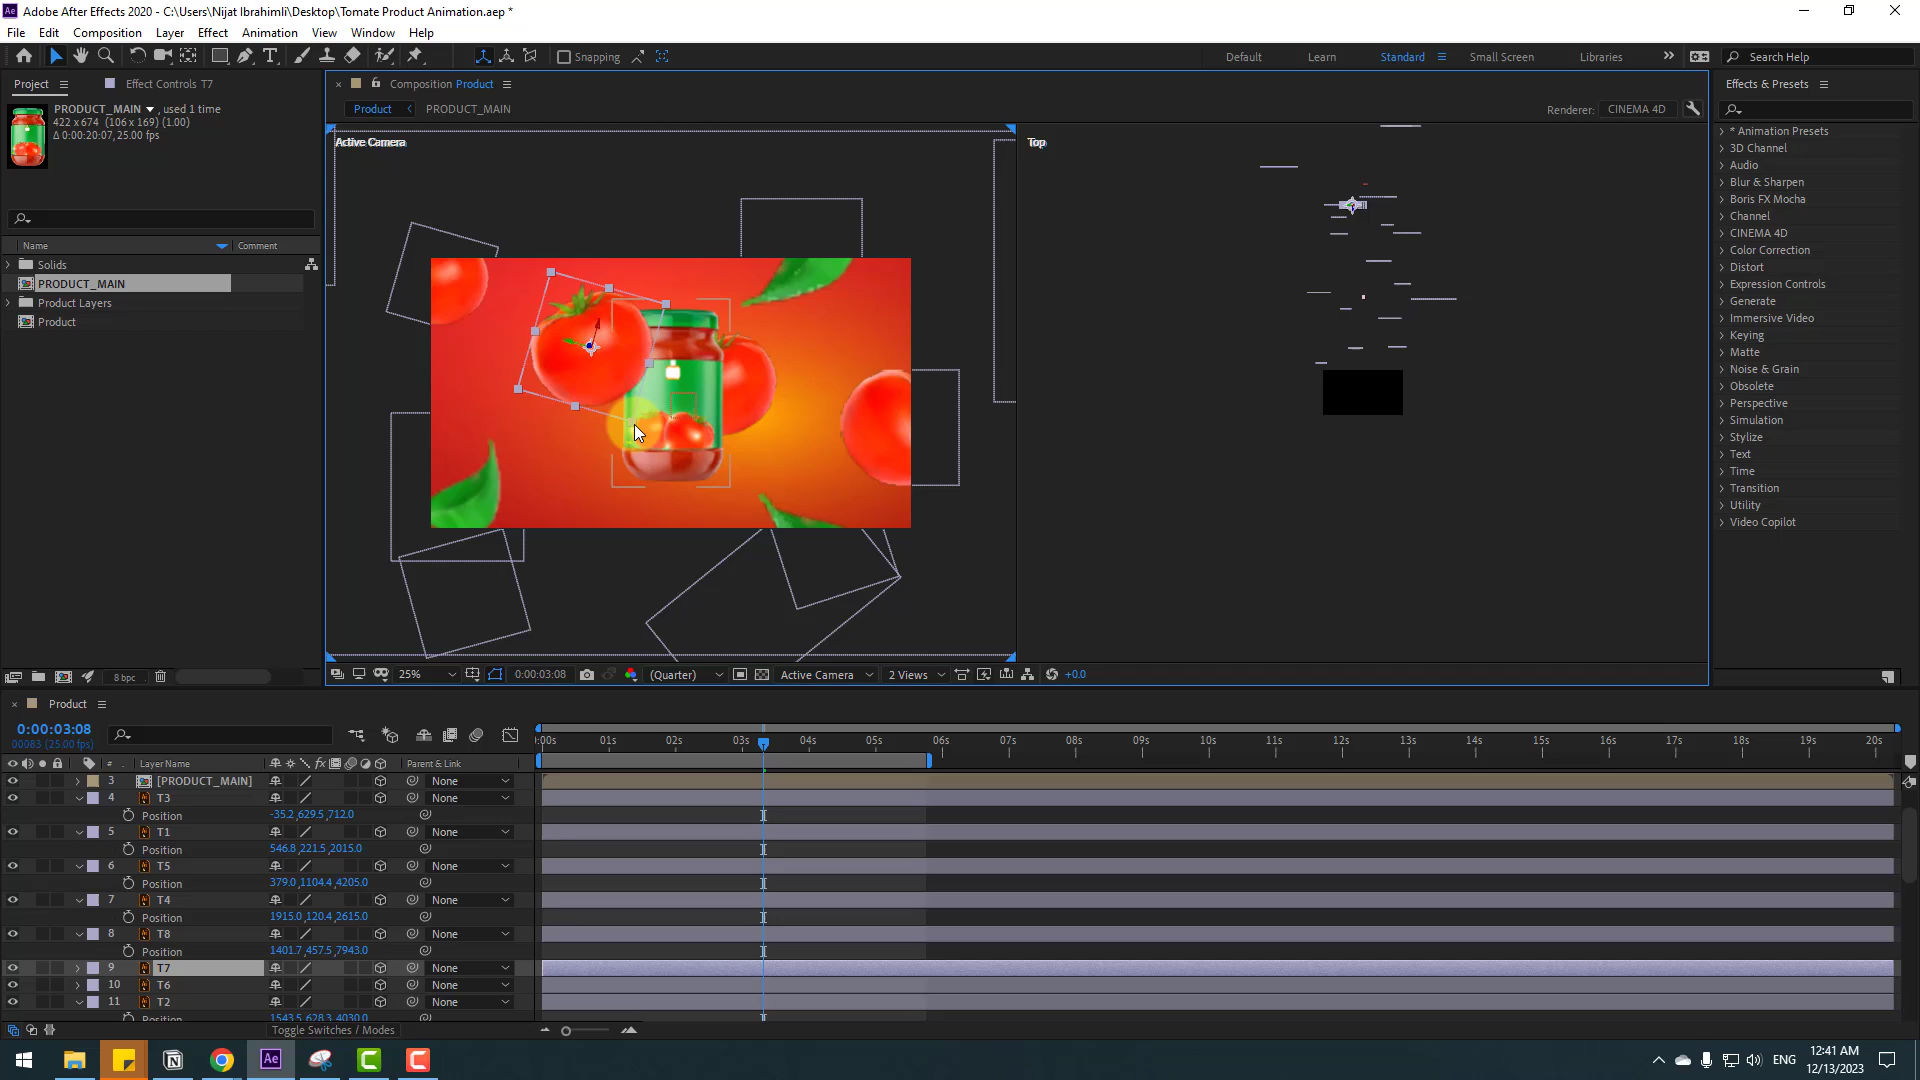 Adobe After Effects 2020 - C:\Users\Nijat Ibrahimli\Desktop\Tomate Product Animation.aep *
File Edit Composition Layer Effect Animation View Window Help
Snapping Default Learn Standard Small Screen Libraries Search Help
Project Effect Controls T7 Composition Product Effects & Presets
PRODUCT_MAIN , used 1 time
422 x 674 (106 x 169) (1.00)
Δ 0:00:20:07, 25.00 fps
Product PRODUCT_MAIN Renderer: CINEMA 4D
Active Camera Top
Name Comment
Solids
PRODUCT_MAIN
Product Layers
Product
* Animation Presets
3D Channel
Audio
Blur & Sharpen
Boris FX Mocha
Channel
CINEMA 4D
Color Correction
Distort
Expression Controls
Generate
Immersive Video
Keying
Matte
Noise & Grain
Obsolete
Perspective
Simulation
Stylize
Text
Time
Transition
Utility
Video Copilot
8 bpc 25% 0:00:03:08 (Quarter) Active Camera 2 Views +0.0
Product
0:00:03:08
00083 (25.00 fps)
:00s 01s 02s 03s 04s 05s 06s 07s 08s 09s 10s 11s 12s 13s 14s 15s 16s 17s 18s 19s 20s
# Layer Name Parent & Link
3 [PRODUCT_MAIN] None
4 T3 None
Position -35.2,629.5,712.0
5 T1 None
Position 546.8,221.5,2015.0
6 T5 None
Position 379.0,1104.4,4205.0
7 T4 None
Position 1915.0,120.4,2615.0
8 T8 None
Position 1401.7,457.5,7943.0
9 T7 None
10 T6 None
11 T2 None
Position 1543.5,628.3,4030.0
Toggle Switches / Modes
ENG 12:41 AM
12/13/2023